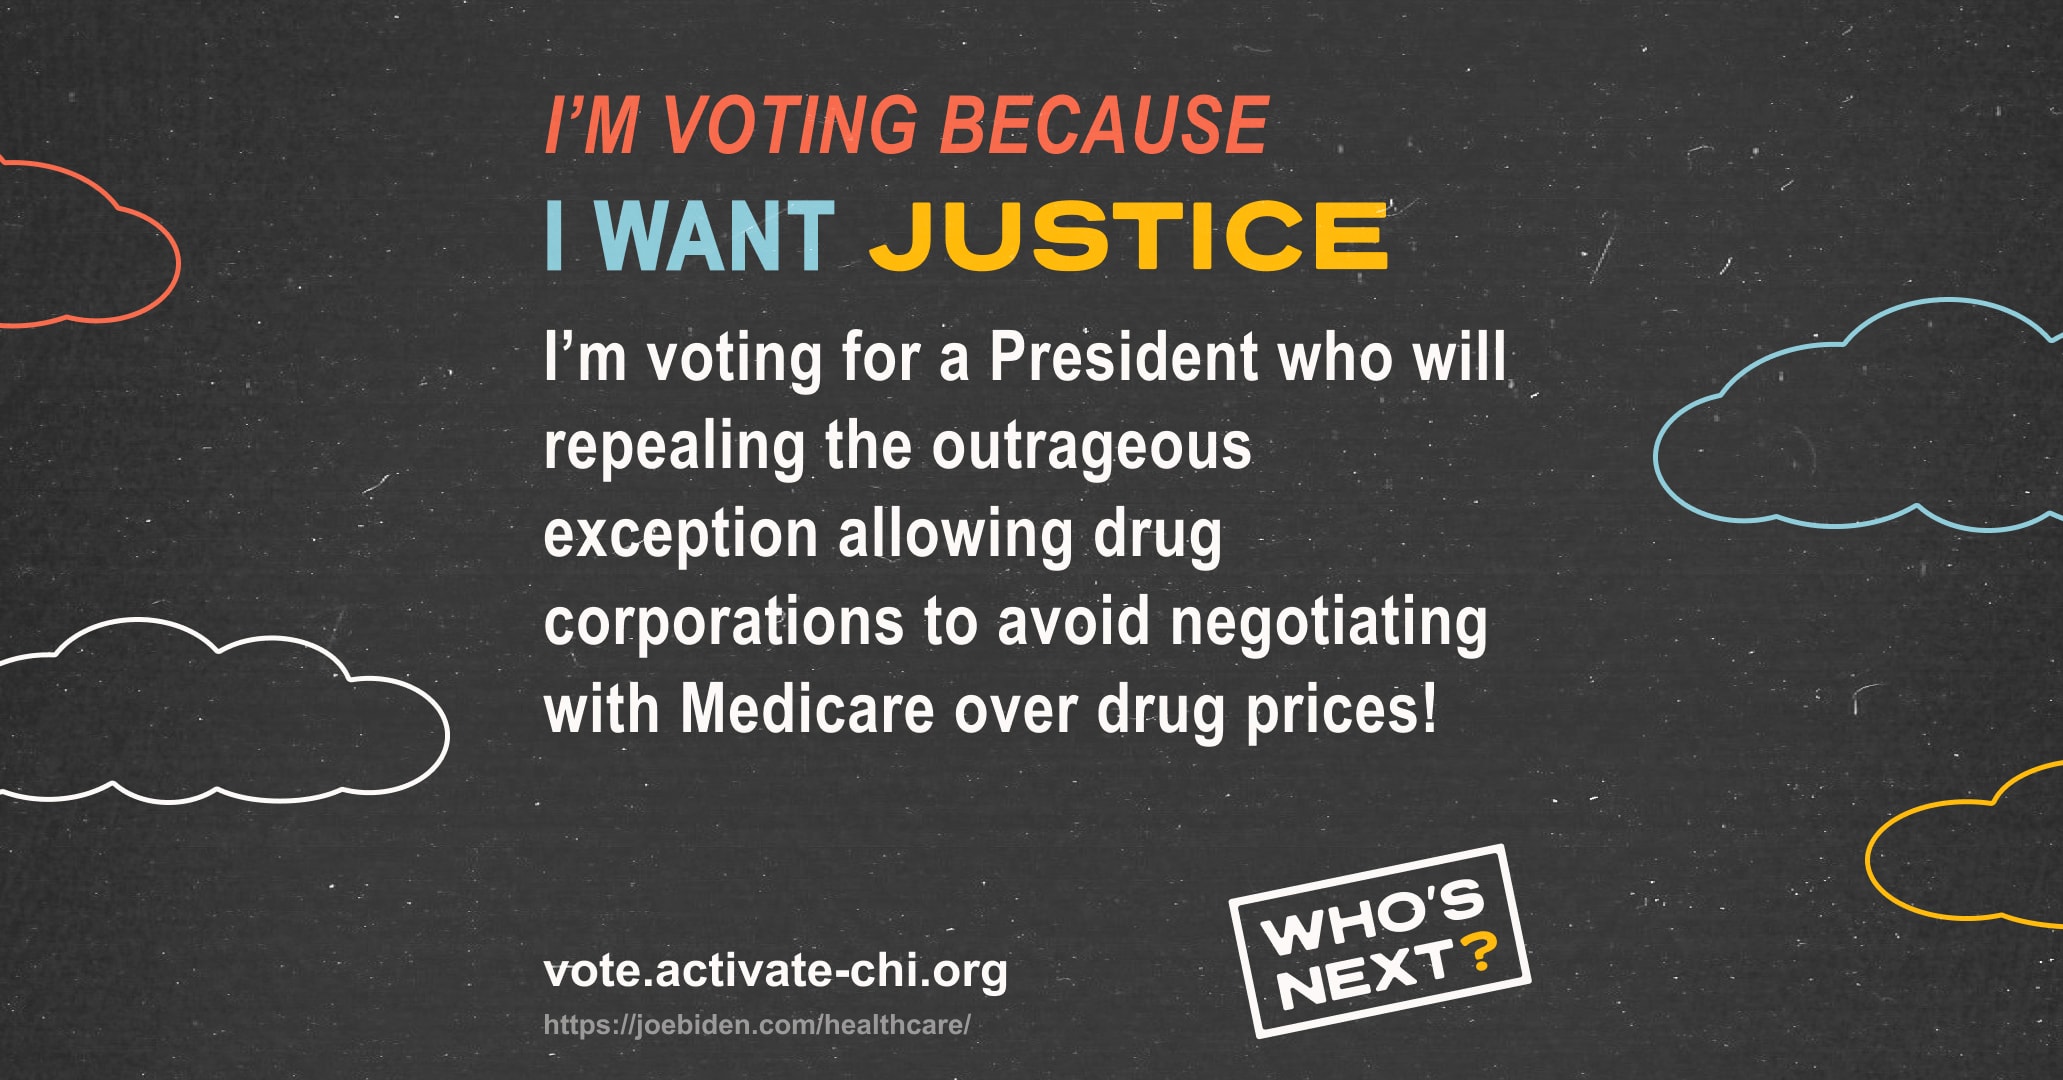 I’M VOTING BECAUSE
I WANT JUSTICE
I’m voting for a President who will
repealing the outrageous
exception allowing drug
corporations to avoid negotiating
with Medicare over drug prices!
WHO’S
NEXT?
vote.activate-chi.org
https://joebiden.com/healthcare/